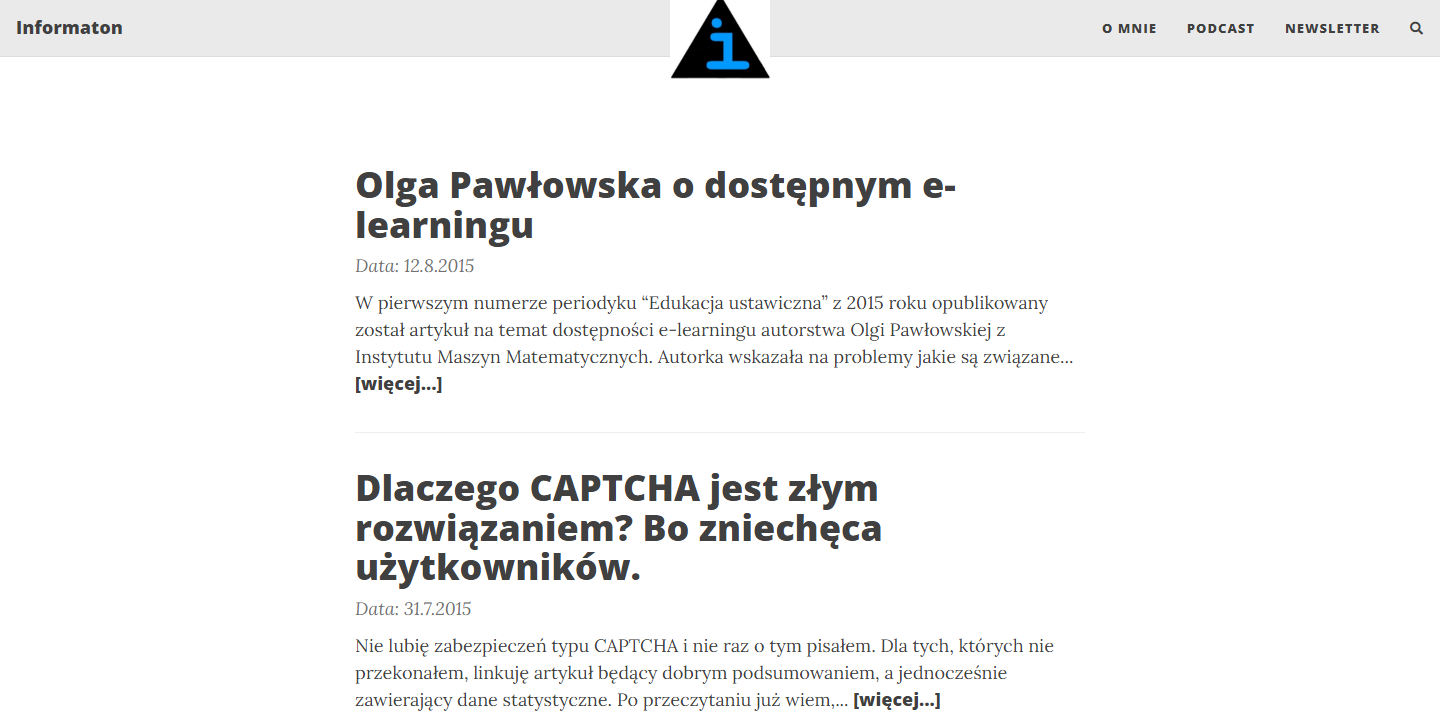 Informaton
i
O MNIE
PODCAST
NEWSLETTER
Olga Pawłowska o dostępnym e-
learningu
Data: 12.8.2015
W pierwszym numerze periodyku “Edukacja ustawiczna” z 2015 roku opublikowany
został artykuł na temat dostępności e-learningu autorstwa Olgi Pawłowskiej z
Instytutu Maszyn Matematycznych. Autorka wskazała na problemy jakie są związane...
[więcej...]
Dlaczego CAPTCHA jest złym
rozwiązaniem? Bo zniechęca
użytkowników.
Data: 31.7.2015
Nie lubię zabezpieczeń typu CAPTCHA i nie raz o tym pisałem. Dla tych, których nie
przekonałem, linkuję artykuł będący dobrym podsumowaniem, a jednocześnie
zawierający dane statystyczne. Po przeczytaniu już wiem,... [więcej...]